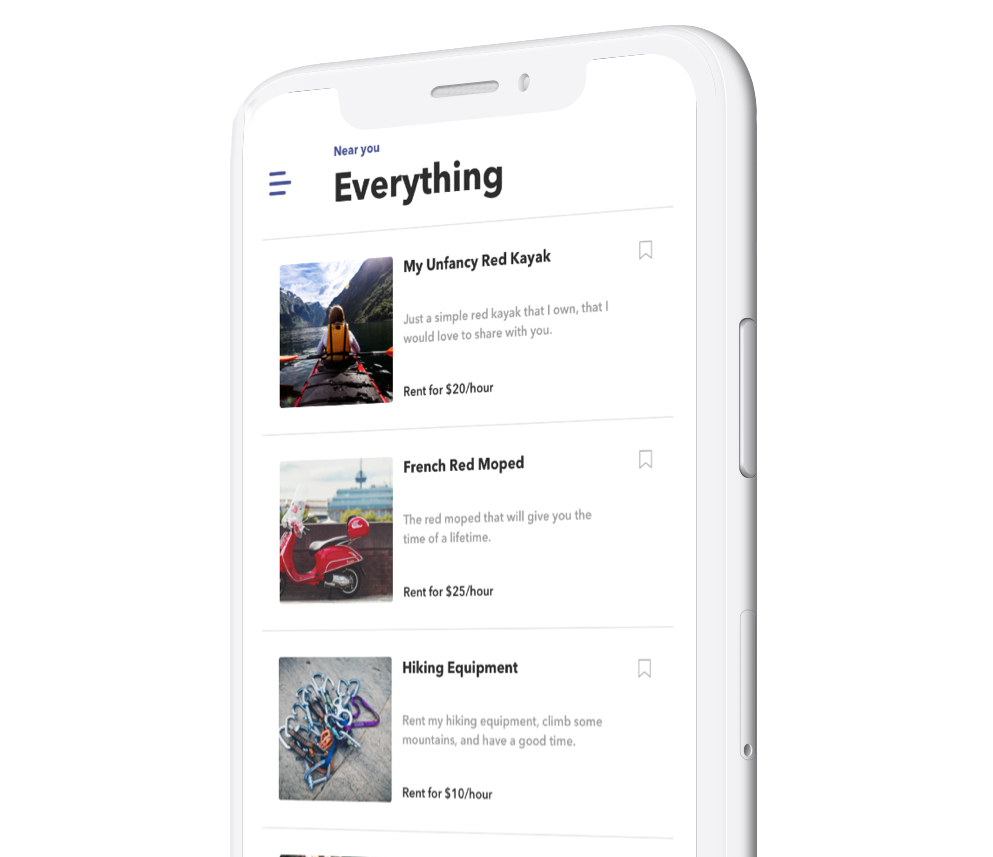 Near you
Everything
My Unfancy Red Kayak
Just a simple red kayak that I own, that I
would love to share with you.
Rent for $20/hour
French Red Moped
The red moped that will give you the
time of a lifetime.
Rent for $25/hour
Hiking Equipment
Rent my hiking equipment, climb some
mountains, and have a good time.
Rent for $10/hour